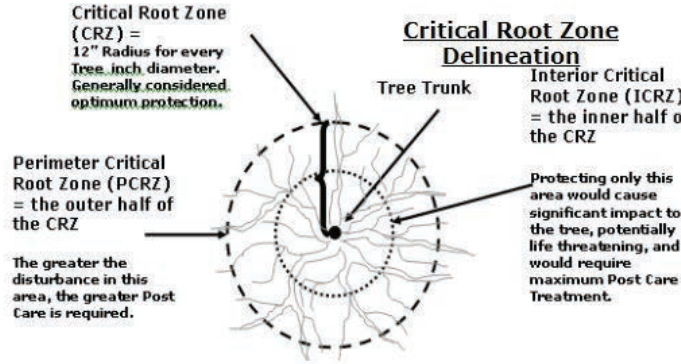 Critical Root Zone
(CRZ) =
12" Radius for every
Tree inch diameter.
Generally considered
optimum protection.
Critical Root Zone
Delineation
Tree Trunk
Interior Critical
Root Zone (ICRZ)
= the inner half o
the CRZ
Perimeter Critical
Root Zone (PCRZ)
= the outer half of
the CRZ
Protecting only this
area would cause
significant impact to
the tree, potentially
life threatening, and
would require
maximum Post Care
Treatment.
The greater the
disturbance in this
area, the greater Post
Care is required.